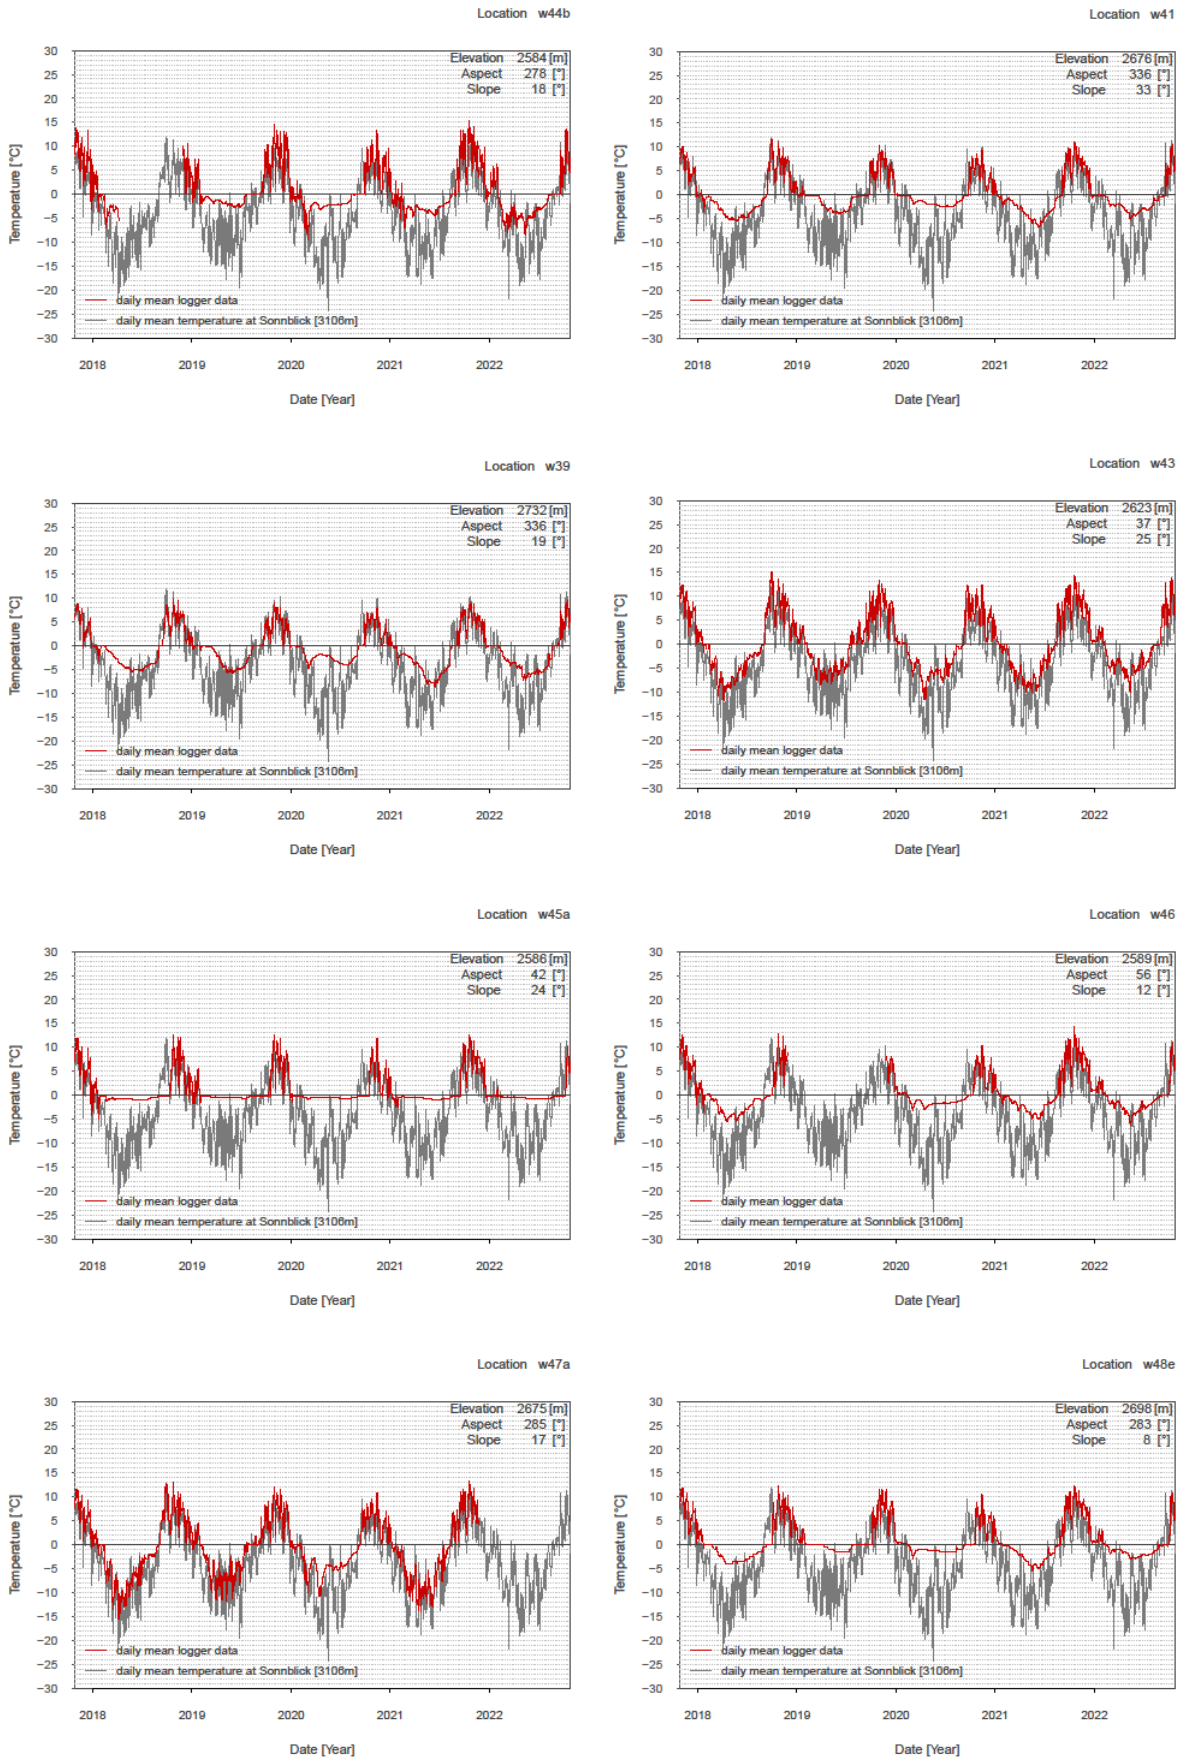 Location w44b
Elevation 2584 [m]
Aspect 278 [°]
Slope 18 [°]
30
25
20
15
10
5
0
−5
−10
−15
−20
−25
−30
Temperature [°C]
daily mean logger data
daily mean temperature at Sonnblick [3106m]
2018 2019 2020 2021 2022
Date [Year]
Location w41
Elevation 2676 [m]
Aspect 336 [°]
Slope 33 [°]
30
25
20
15
10
5
0
−5
−10
−15
−20
−25
−30
Temperature [°C]
daily mean logger data
daily mean temperature at Sonnblick [3106m]
2018 2019 2020 2021 2022
Date [Year]
Location w39
Elevation 2732 [m]
Aspect 336 [°]
Slope 19 [°]
30
25
20
15
10
5
0
−5
−10
−15
−20
−25
−30
Temperature [°C]
daily mean logger data
daily mean temperature at Sonnblick [3106m]
2018 2019 2020 2021 2022
Date [Year]
Location w43
Elevation 2623 [m]
Aspect 37 [°]
Slope 25 [°]
30
25
20
15
10
5
0
−5
−10
−15
−20
−25
−30
Temperature [°C]
daily mean logger data
daily mean temperature at Sonnblick [3106m]
2018 2019 2020 2021 2022
Date [Year]
Location w45a
Elevation 2586 [m]
Aspect 42 [°]
Slope 24 [°]
30
25
20
15
10
5
0
−5
−10
−15
−20
−25
−30
Temperature [°C]
daily mean logger data
daily mean temperature at Sonnblick [3106m]
2018 2019 2020 2021 2022
Date [Year]
Location w46
Elevation 2589 [m]
Aspect 56 [°]
Slope 12 [°]
30
25
20
15
10
5
0
−5
−10
−15
−20
−25
−30
Temperature [°C]
daily mean logger data
daily mean temperature at Sonnblick [3106m]
2018 2019 2020 2021 2022
Date [Year]
Location w47a
Elevation 2675 [m]
Aspect 285 [°]
Slope 17 [°]
30
25
20
15
10
5
0
−5
−10
−15
−20
−25
−30
Temperature [°C]
daily mean logger data
daily mean temperature at Sonnblick [3106m]
2018 2019 2020 2021 2022
Date [Year]
Location w48e
Elevation 2698 [m]
Aspect 283 [°]
Slope 8 [°]
30
25
20
15
10
5
0
−5
−10
−15
−20
−25
−30
Temperature [°C]
daily mean logger data
daily mean temperature at Sonnblick [3106m]
2018 2019 2020 2021 2022
Date [Year]